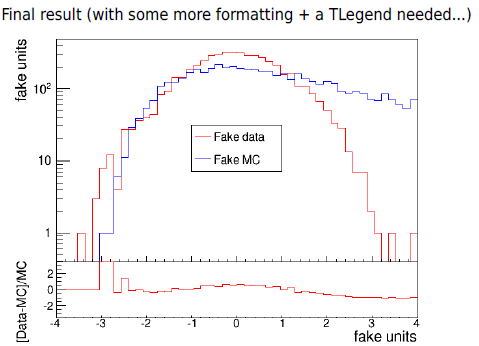 Final result (with some more formatting + a TLegend needed...)
fake units
10²
10
1
Fake data
Fake MC
[Data-MC]/MC
2
0
-2
-4 -3 -2 -1 0 1 2 3 4
fake units